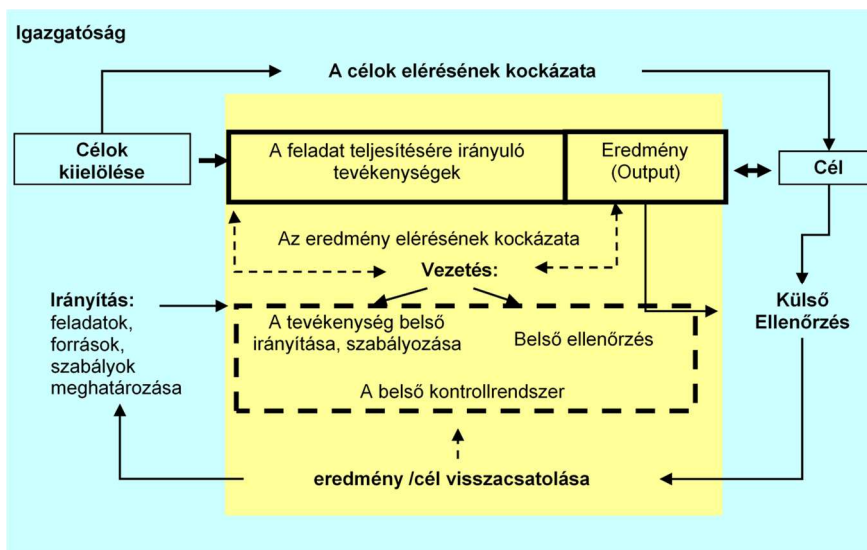 Igazgatóság
A célok elérésének kockázata
Célok
kiielölése
A feladat teljesítésére irányuló
tevékenységek
Eredmény
(Output)
Cél
Az eredmény elérésének kockázata
Vezetés:
Irányítás:
feladatok,
források,
szabályok
meghatározása
A tevékenység belső
irányítása, szabályozása
Belső ellenőrzés
A belső kontrollrendszer
Külső
Ellenőrzés
eredmény /cél visszacsatolása